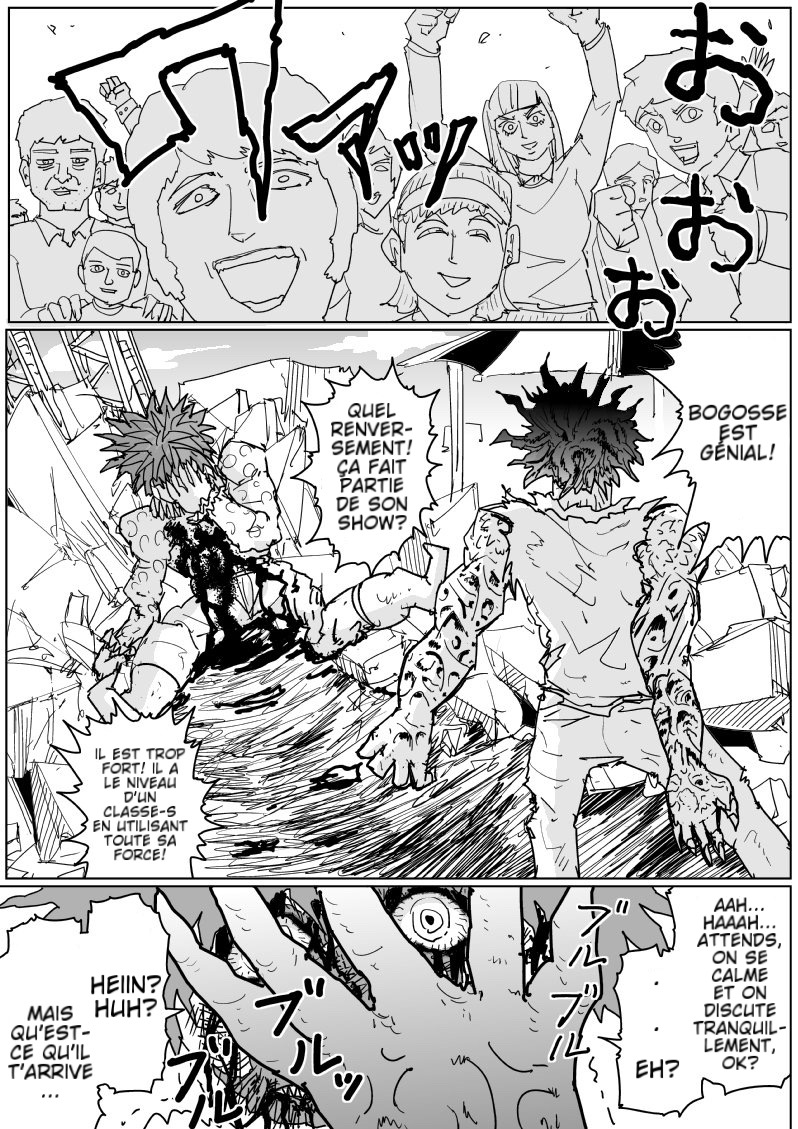 おおお
ワアッッ
BOGOSSE
EST
GÉNIAL!
QUEL
RENVER-
SEMENT!
ÇA FAIT
PARTIE
DE SON
SHOW?
IL EST TROP
FORT! IL A
LE NIVEAU
D'UN
CLASSE-S
EN UTILISANT
TOUTE SA
FORCE!
AAH...
HAAAH...
ATTENDS,
ON SE
CALME
ET ON
DISCUTE
TRANQUIL-
LEMENT,
OK?
.
.
EH?
ブルブル
ブルッ
ブルッ
HEIIN?
HUH?
MAIS
QU'EST-
CE QU'IL
T'ARRIVE
...